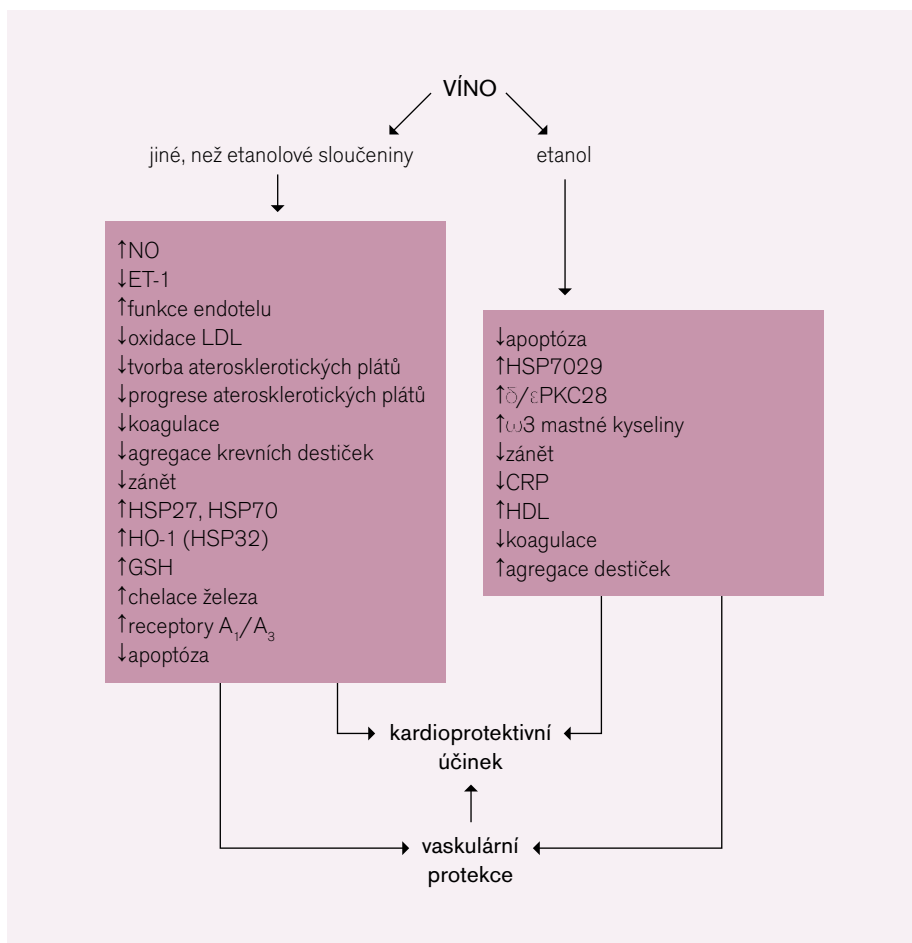 VÍNO
jiné, než etanolové sloučeniny
etanol
↑NO
↓ET-1
↑funkce endotelu
↓oxidace LDL
↓tvorba aterosklerotických plátů
↓progrese aterosklerotických plátů
↓koagulace
↓agregace krevních destiček
↓zánět
↑HSP27, HSP70
↑HO-1 (HSP32)
↑GSH
↑chelace železa
↑receptory A₁/A₃
↓apoptóza
↓apoptóza
↑HSP7029
↑δ/εPKC28
↑ω3 mastné kyseliny
↓zánět
↓CRP
↑HDL
↓koagulace
↑agregace destiček
kardioprotektivní
účinek
vaskulární
protekce